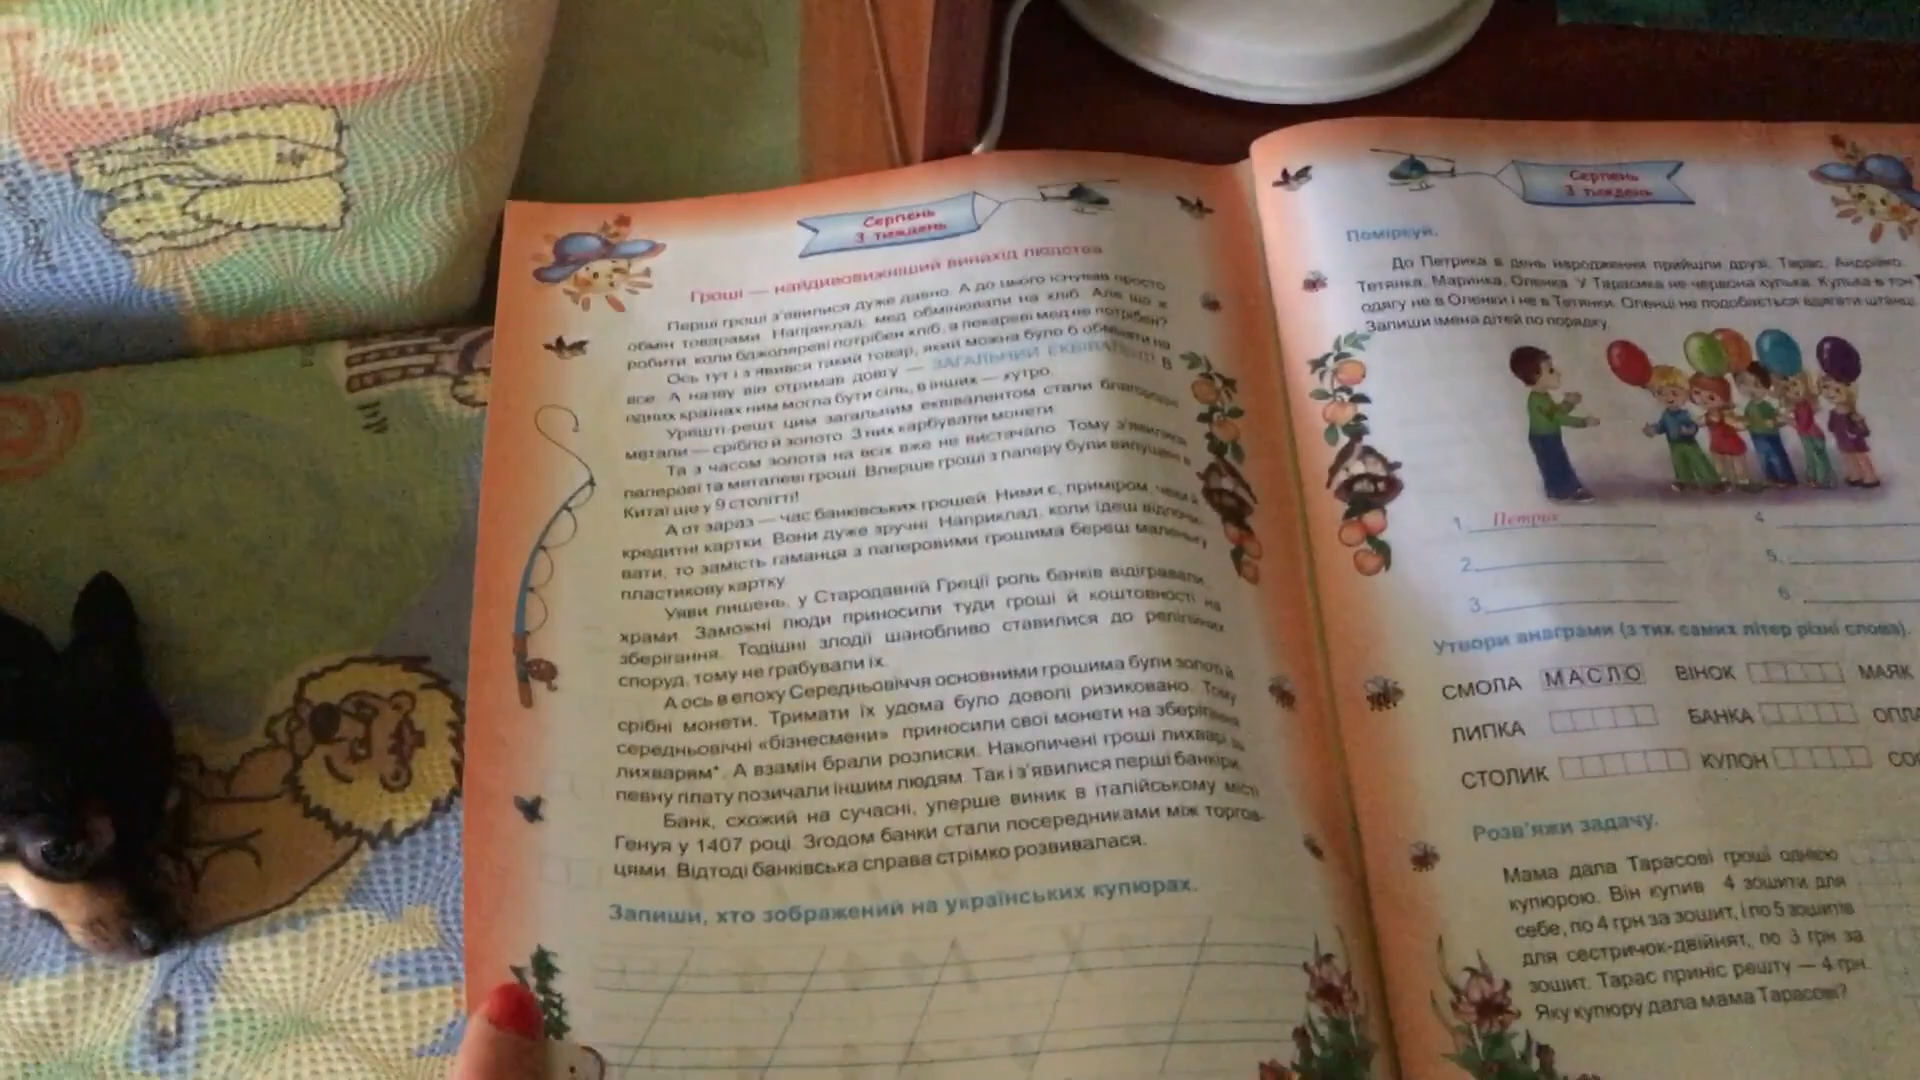 Серпень
3 тиждень
Гроші — найдивовижніший винахід людства
Перші гроші з'явилися дуже давно. А до цього існував просто
обмін товарами. Наприклад, мед обмінювали на хліб. Але що ж
робити, коли бджоляреві потрібен хліб, а пекареві мед не потрібен?
Ось тут і з'явився такий товар, який можна було б обміняти на
все. А назву він отримав довгу — ЗАГАЛЬНИЙ ЕКВІВАЛЕНТ. В
одних країнах ним могла бути сіль, в інших — хутро.
Урешті-решт цим загальним еквівалентом стали благородні
метали — срібло й золото. З них карбували монети.
Та з часом золота на всіх вже не вистачало. Тому з'явилися
паперові та металеві гроші. Вперше гроші з паперу були випущені в
Китаї ще у 9 столітті!
А от зараз — час банківських грошей. Ними є, приміром, чеки й
кредитні картки. Вони дуже зручні. Наприклад, коли їдеш відпочи-
вати, то замість гаманця з паперовими грошима береш маленьку
пластикову картку.
Уяви лишень, у Стародавній Греції роль банків відігравали
храми. Заможні люди приносили туди гроші й коштовності на
зберігання. Тодішні злодії шанобливо ставилися до релігійних
споруд, тому не грабували їх.
А ось в епоху Середньовіччя основними грошима були золоті й
срібні монети. Тримати їх удома було доволі ризиковано. Тому
середньовічні «бізнесмени» приносили свої монети на зберігання
лихварям*. А взамін брали розписки. Накопичені гроші лихварі за
певну плату позичали іншим людям. Так і з'явилися перші банкіри.
Банк, схожий на сучасні, уперше виник в італійському місті
Генуя у 1407 році. Згодом банки стали посередниками між торгов-
цями. Відтоді банківська справа стрімко розвивалася.
Запиши, хто зображений на українських купюрах.
Серпень
3 тиждень
Поміркуй.
До Петрика в день народження прийшли друзі: Тарас, Андрійко,
Тетянка, Маринка, Оленка. У Тарасика не червона кулька. Кулька в тон
одягу не в Оленки і не в Тетянки. Оленці не подобається вдягати штани.
Запиши імена дітей по порядку.
1. Петрик 4.
2. 5.
3. 6.
Утвори анаграми (з тих самих літер різні слова).
СМОЛА МАСЛО ВІНОК МАЯК
ЛИПКА БАНКА
СТОЛИК КУЛОН
Розв'яжи задачу.
Мама дала Тарасові гроші однією
купюрою. Він купив 4 зошити для
себе, по 4 грн за зошит, і по 5 зошитів
для сестричок-двійнят, по 3 грн за
зошит. Тарас приніс решту — 4 грн.
Яку купюру дала мама Тарасові?